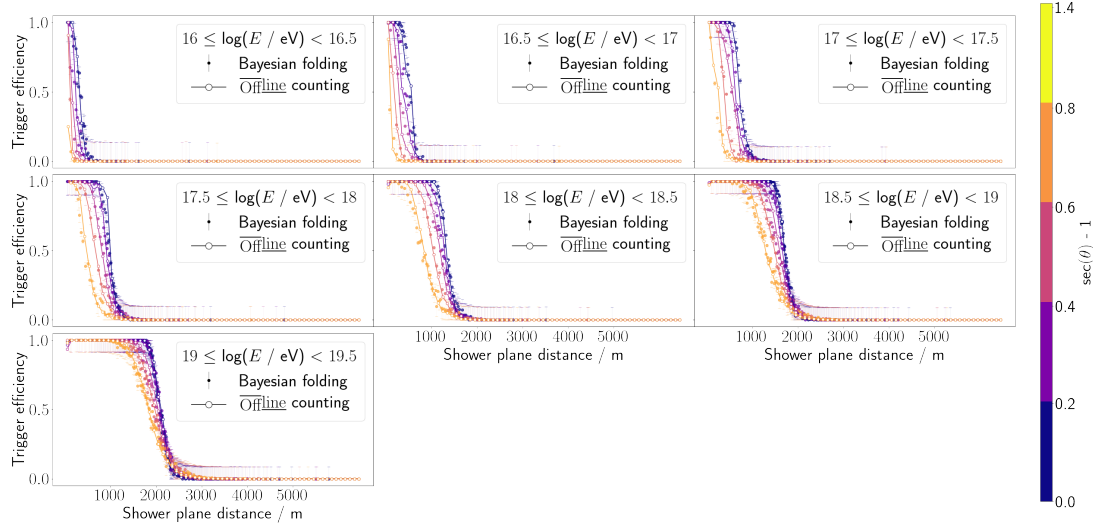 1.0
0.5
0.0
Trigger efficiency
16 ≤ log(E / eV) < 16.5
Bayesian folding
Offline counting
16.5 ≤ log(E / eV) < 17
Bayesian folding
Offline counting
17 ≤ log(E / eV) < 17.5
Bayesian folding
Offline counting
1.0
0.5
0.0
Trigger efficiency
17.5 ≤ log(E / eV) < 18
Bayesian folding
Offline counting
18 ≤ log(E / eV) < 18.5
Bayesian folding
Offline counting
1000 2000 3000 4000 5000
Shower plane distance / m
18.5 ≤ log(E / eV) < 19
Bayesian folding
Offline counting
1000 2000 3000 4000 5000
Shower plane distance / m
1.0
0.5
0.0
Trigger efficiency
19 ≤ log(E / eV) < 19.5
Bayesian folding
Offline counting
1000 2000 3000 4000 5000
Shower plane distance / m
1.4
0.8
0.6
0.4
0.2
0.0
sec(θ) - 1